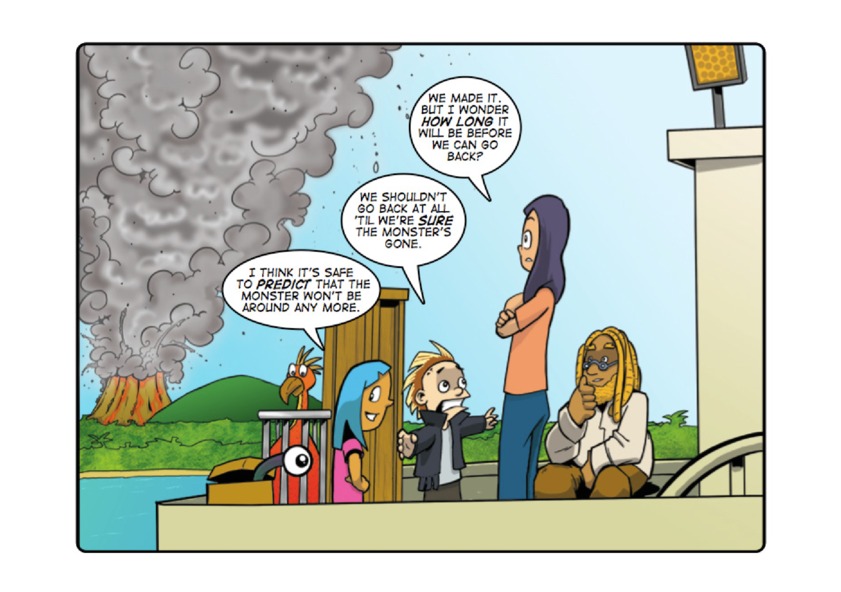 WE MADE IT.
BUT I WONDER
HOW LONG IT
WILL BE BEFORE
WE CAN GO
BACK?
WE SHOULDN'T
GO BACK AT ALL
'TIL WE'RE SURE
THE MONSTER'S
GONE.
I THINK IT'S SAFE
TO PREDICT THAT THE
MONSTER WON'T BE
AROUND ANY MORE.